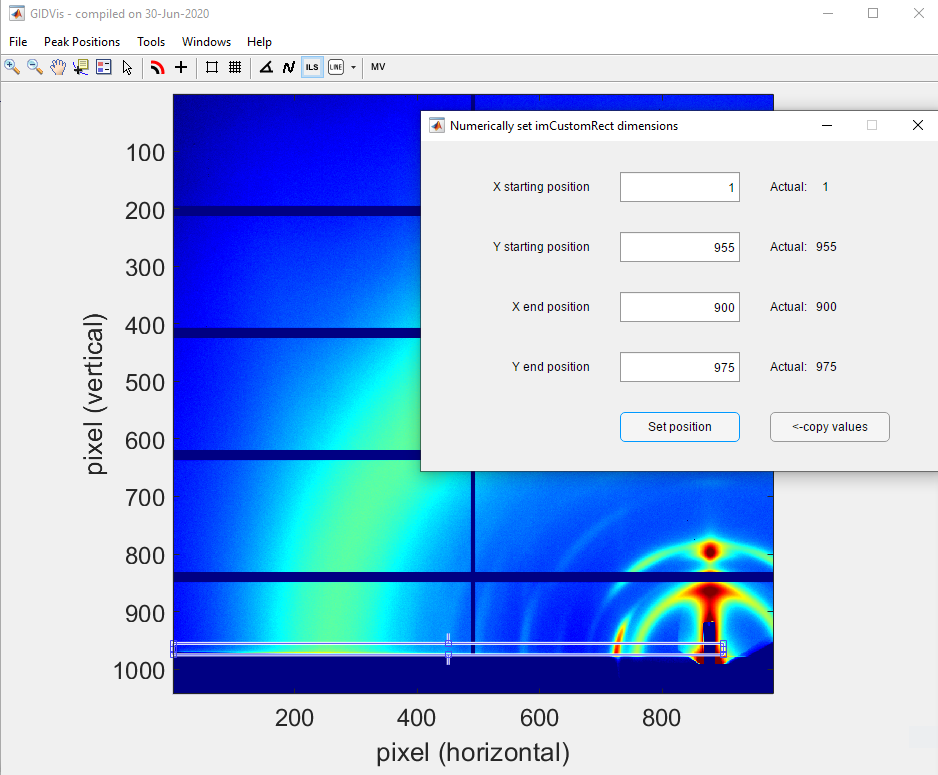 GIDVis - compiled on 30-Jun-2020
File Peak Positions Tools Windows Help
ILS LINE MV
Numerically set imCustomRect dimensions
X starting position 1 Actual: 1
Y starting position 955 Actual: 955
X end position 900 Actual: 900
Y end position 975 Actual: 975
Set position <-copy values
100
200
300
400
500
600
700
800
900
1000
pixel (vertical)
200 400 600 800
pixel (horizontal)